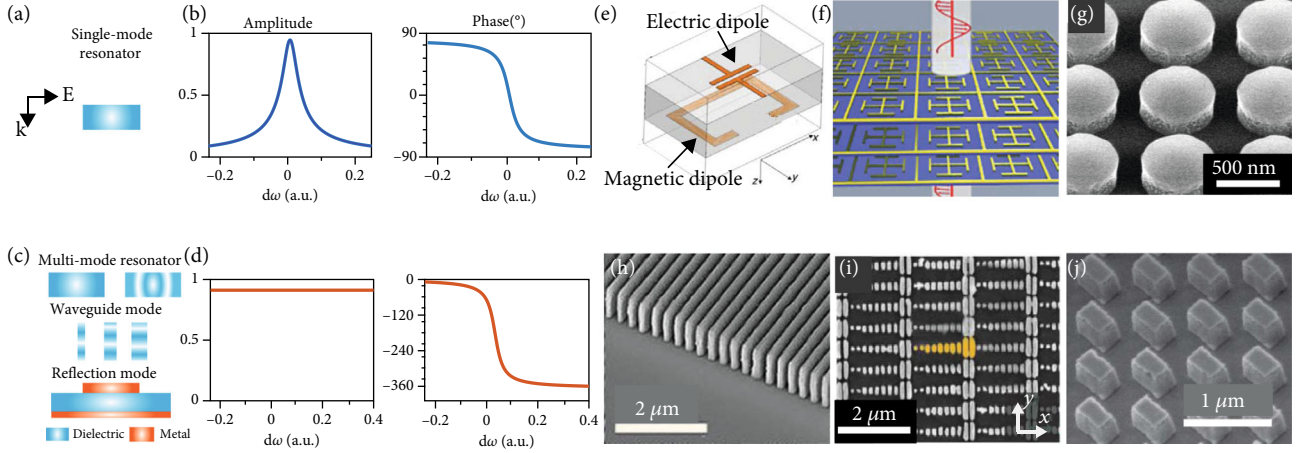 (a)
Single-mode
resonator
E
k
(b)
Amplitude
1
0.5
0
−0.2
0
0.2
dω (a.u.)
Phase(°)
90
0
−90
−0.2
0
0.2
dω (a.u.)
(e)
Electric dipole
Magnetic dipole
x
y
z
(f)
(g)
500 nm
(c)
Multi-mode resonator
Waveguide mode
Reflection mode
Dielectric
Metal
(d)
1
0.5
0
−0.2
0
0.2
0.4
dω (a.u.)
0
−120
−240
−360
−0.2
0
0.2
0.4
dω (a.u.)
(h)
2 μm
(i)
2 μm
y
x
(j)
1 μm